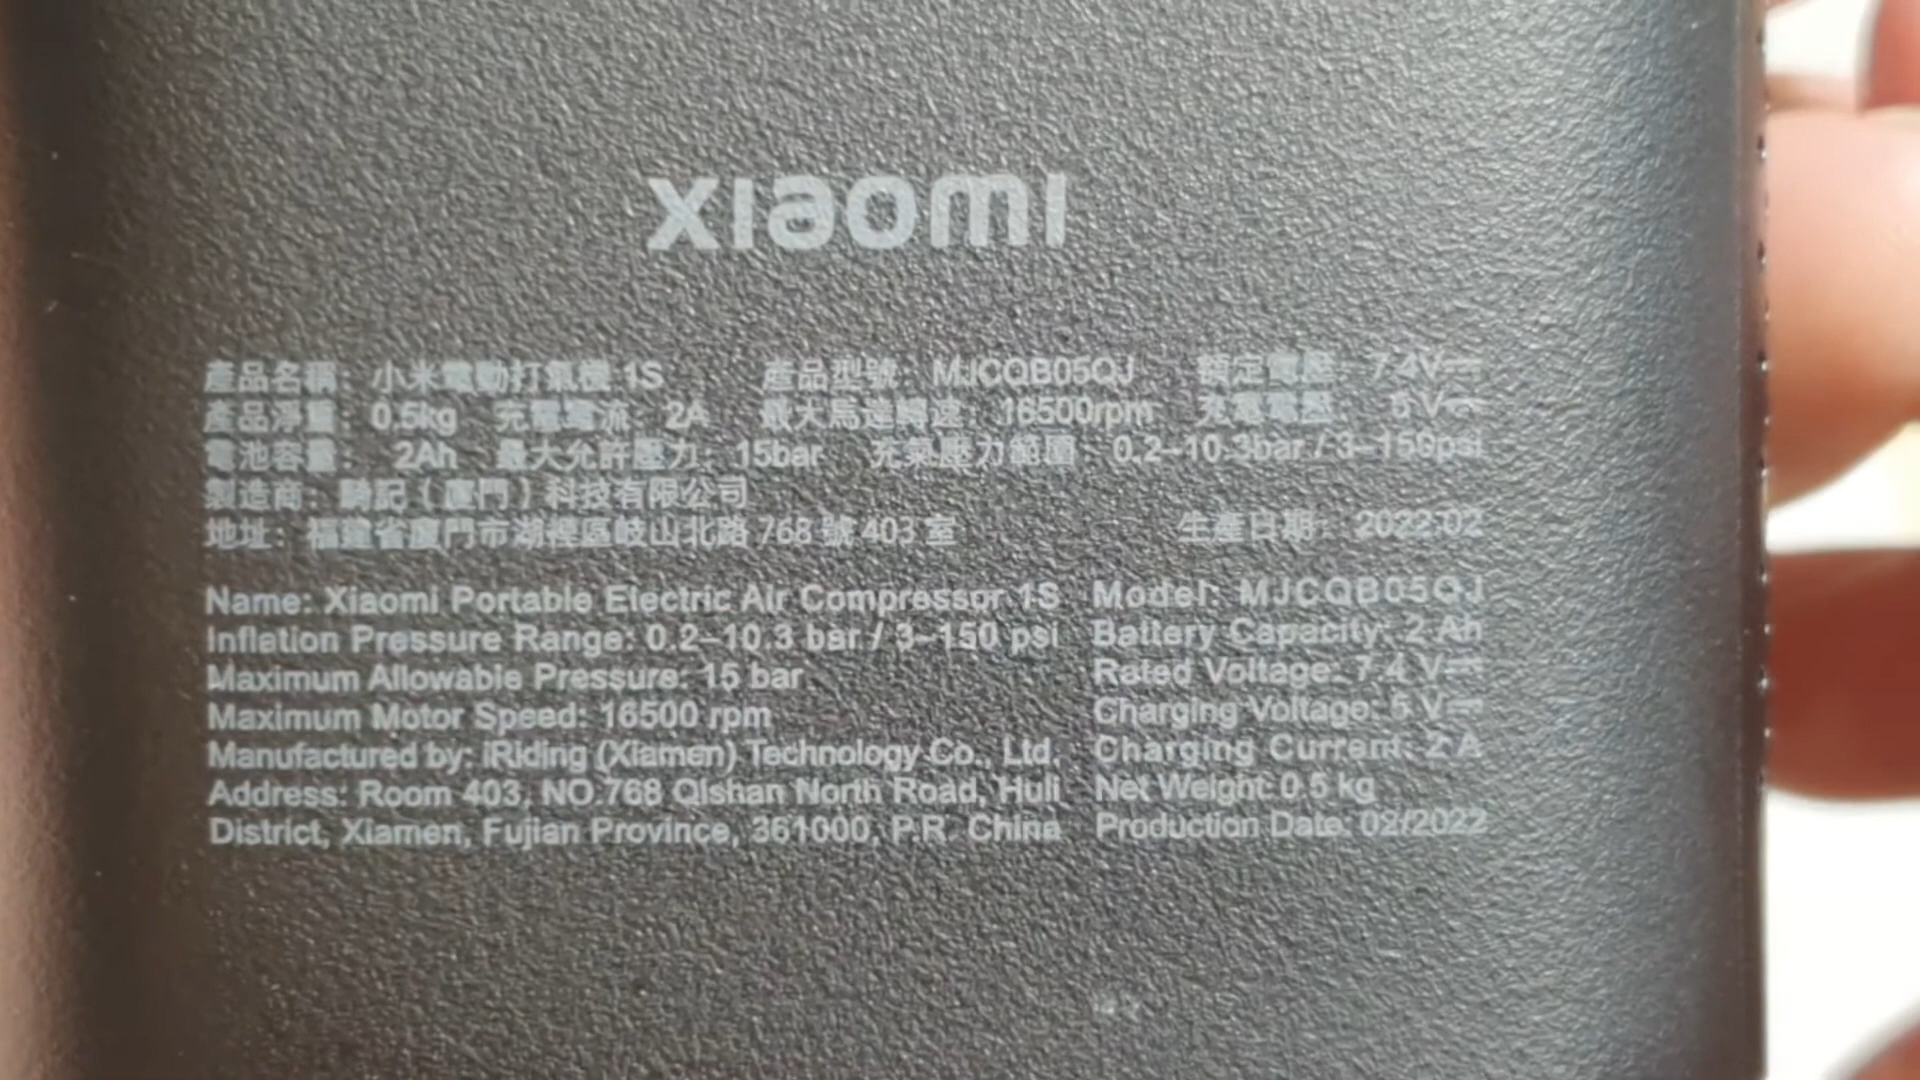 xiaomi
產品名稱：小米電動打氣機 1S 產品型號：MJCQB05QJ 額定電壓：7.4V⎓
產品淨重：0.5kg 充電電流：2A 最大馬達轉速：16500rpm 充電電壓：5 V⎓
電池容量：2Ah 最大允許壓力：15bar 充氣壓力範圍：0.2–10.3bar / 3–150psi
製造商：騎記（廈門）科技有限公司
地址：福建省廈門市湖裡區岐山北路 768 號 403 室 生產日期：2022.02
Name: Xiaomi Portable Electric Air Compressor 1S Model: MJCQB05QJ
Inflation Pressure Range: 0.2–10.3 bar / 3–150 psi Battery Capacity: 2 Ah
Maximum Allowable Pressure: 15 bar Rated Voltage: 7.4 V⎓
Maximum Motor Speed: 16500 rpm Charging Voltage: 5 V⎓
Manufactured by: iRiding (Xiamen) Technology Co., Ltd. Charging Current: 2 A
Address: Room 403, NO.768 Qishan North Road, Huli Net Weight: 0.5 kg
District, Xiamen, Fujian Province, 361000, P.R. China Production Date: 02/2022